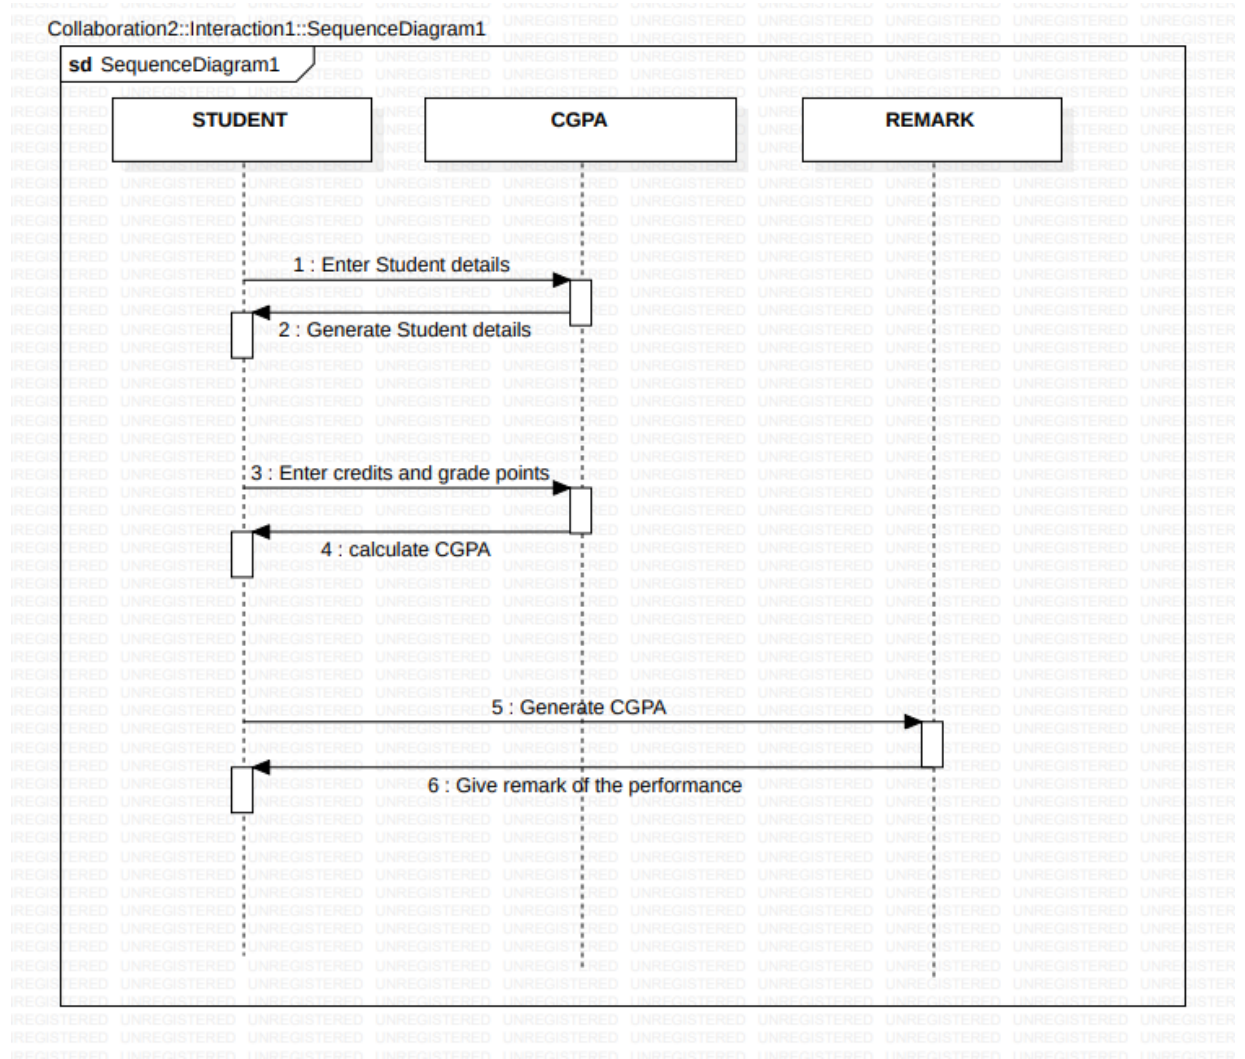 Collaboration2::Interaction1::SequenceDiagram1
sd SequenceDiagram1
STUDENT
CGPA
REMARK
1 : Enter Student details
2 : Generate Student details
3 : Enter credits and grade points
4 : calculate CGPA
5 : Generate CGPA
6 : Give remark of the performance
UNREGISTERED